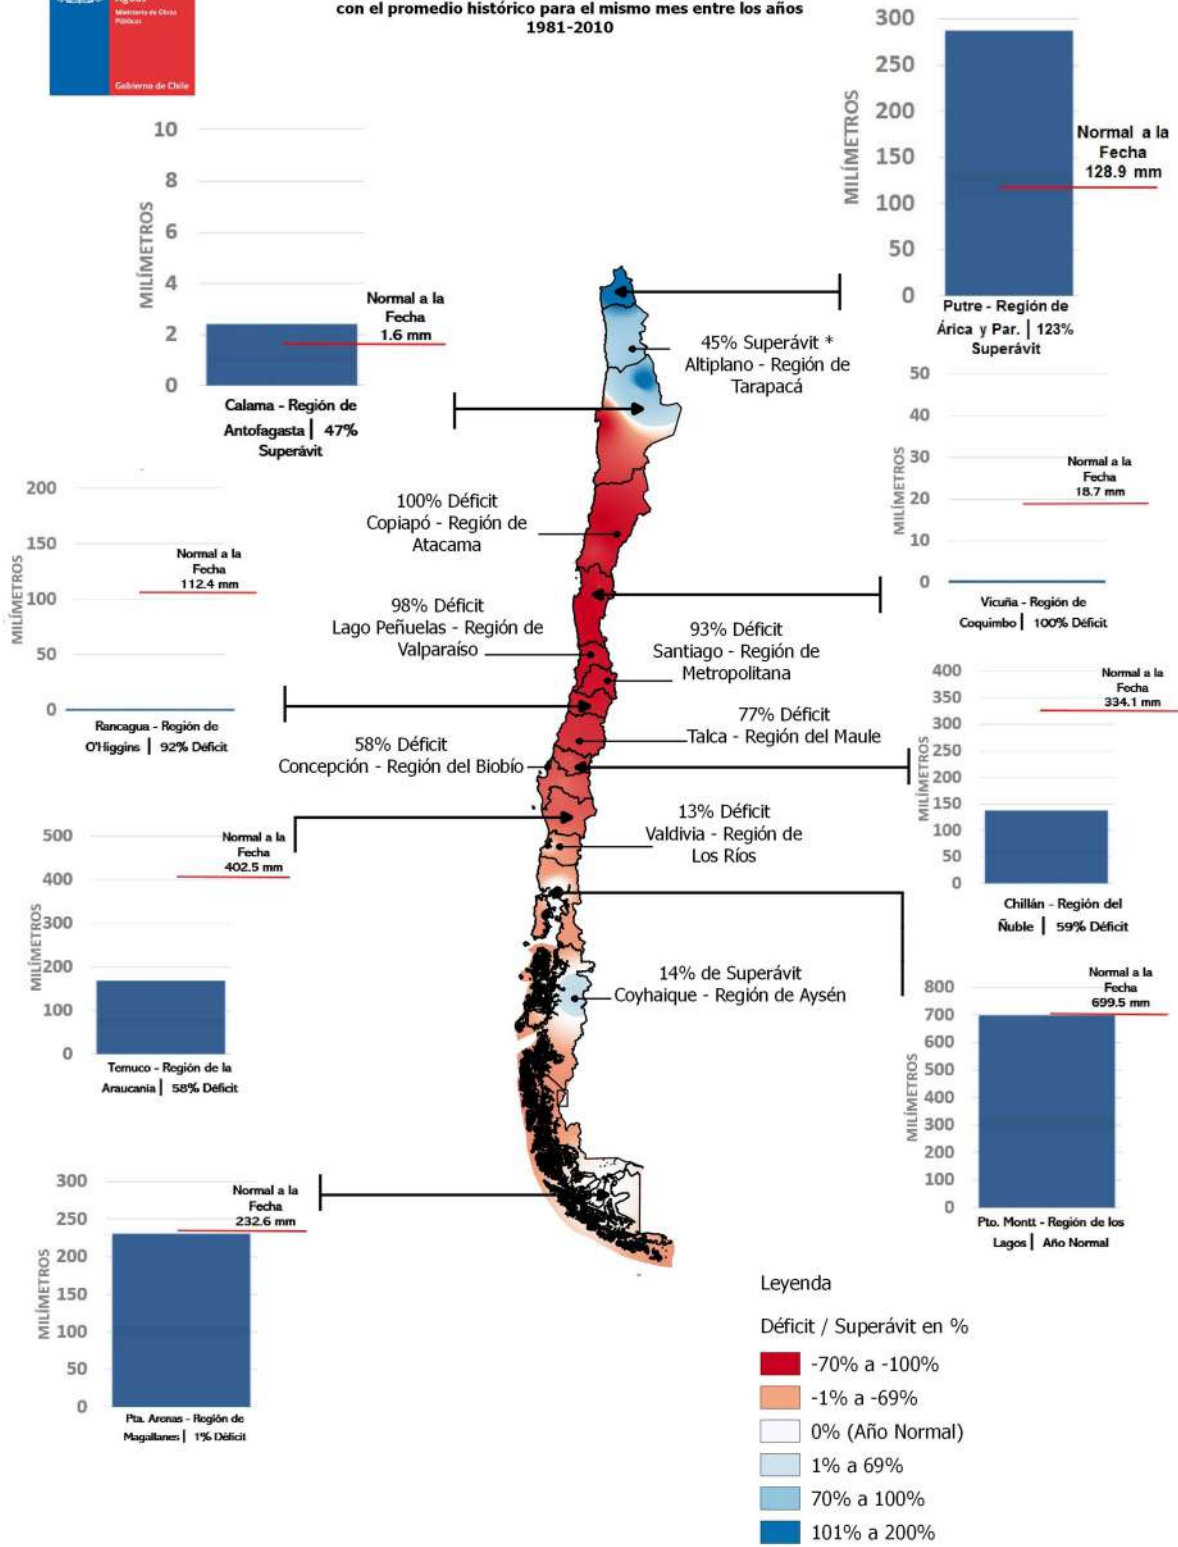 Aguas
Ministerio de Obras
Públicas
Gobierno de Chile
con el promedio histórico para el mismo mes entre los años
1981-2010
300
250
200
150
100
50
0
MILÍMETROS
Normal a la
Fecha
128.9 mm
Putre - Región de
Árica y Par. | 123%
Superávit
10
8
6
4
2
0
MILÍMETROS
Normal a la
Fecha
1.6 mm
Calama - Región de
Antofagasta | 47%
Superávit
45% Superávit *
Altiplano - Región de
Tarapacá
50
40
30
20
10
0
MILÍMETROS
Normal a la
Fecha
18.7 mm
Vicuña - Región de
Coquimbo | 100% Déficit
200
150
100
50
0
MILÍMETROS
Normal a la
Fecha
112.4 mm
Rancagua - Región de
O'Higgins | 92% Déficit
100% Déficit
Copiapó - Región de
Atacama
98% Déficit
Lago Peñuelas - Región de
Valparaíso
93% Déficit
Santiago - Región de
Metropolitana
77% Déficit
Talca - Región del Maule
58% Déficit
Concepción - Región del Biobío
400
350
300
250
200
150
100
50
0
MILÍMETROS
Normal a la
Fecha
334.1 mm
Chillán - Región del
Ñuble | 59% Déficit
13% Déficit
Valdivia - Región de
Los Ríos
500
400
300
200
100
0
MILÍMETROS
Normal a la
Fecha
402.5 mm
Temuco - Región de la
Araucania | 58% Déficit
14% de Superávit
Coyhaique - Región de Aysén
800
700
600
500
400
300
200
100
0
MILÍMETROS
Normal a la
Fecha
699.5 mm
Pto. Montt - Región de los
Lagos | Año Normal
300
250
200
150
100
50
0
MILÍMETROS
Normal a la
Fecha
232.6 mm
Pta. Arenas - Región de
Magallanes | 1% Déficit
Leyenda
Déficit / Superávit en %
-70% a -100%
-1% a -69%
0% (Año Normal)
1% a 69%
70% a 100%
101% a 200%